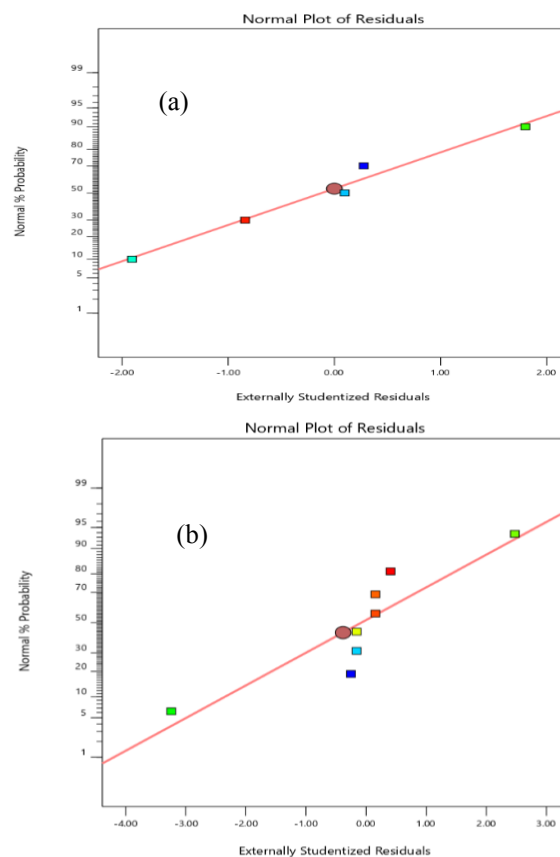 Normal Plot of Residuals
(a)
Normal % Probability
99
95
90
80
70
50
30
20
10
5
1
-2.00 -1.00 0.00 1.00 2.00
Externally Studentized Residuals
Normal Plot of Residuals
(b)
Normal % Probability
99
95
90
80
70
50
30
20
10
5
1
-4.00 -3.00 -2.00 -1.00 0.00 1.00 2.00 3.00
Externally Studentized Residuals